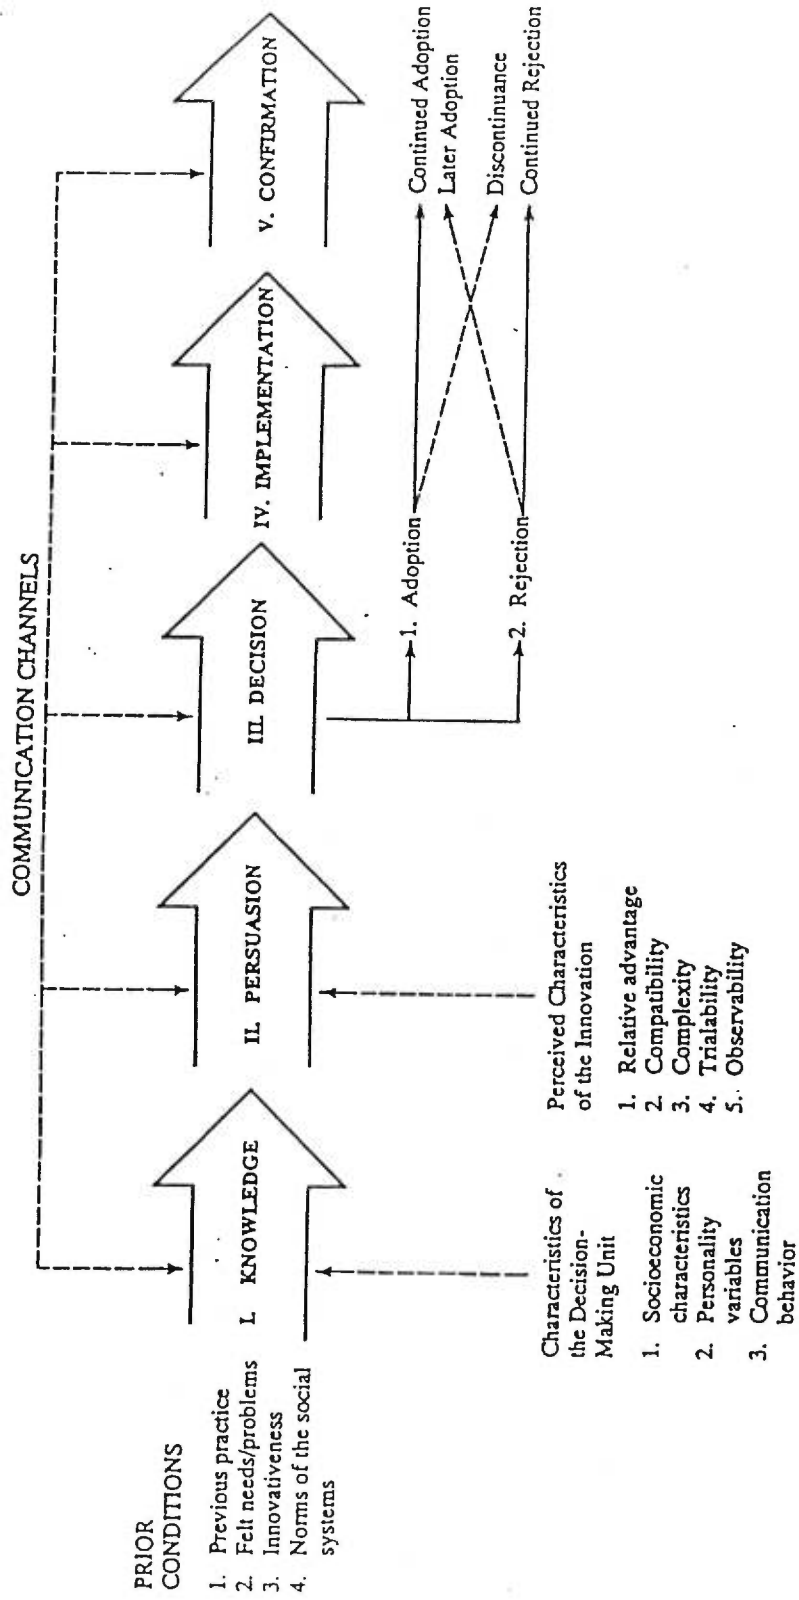 COMMUNICATION CHANNELS
PRIOR
CONDITIONS
1. Previous practice
2. Felt needs/problems
3. Innovativeness
4. Norms of the social
systems
I. KNOWLEDGE
II. PERSUASION
III. DECISION
IV. IMPLEMENTATION
V. CONFIRMATION
1. Adoption
2. Rejection
Continued Adoption
Later Adoption
Discontinuance
Continued Rejection
Characteristics of
the Decision-
Making Unit
1. Socioeconomic
characteristics
2. Personality
variables
3. Communication
behavior
Perceived Characteristics
of the Innovation
1. Relative advantage
2. Compatibility
3. Complexity
4. Trialability
5. Observability